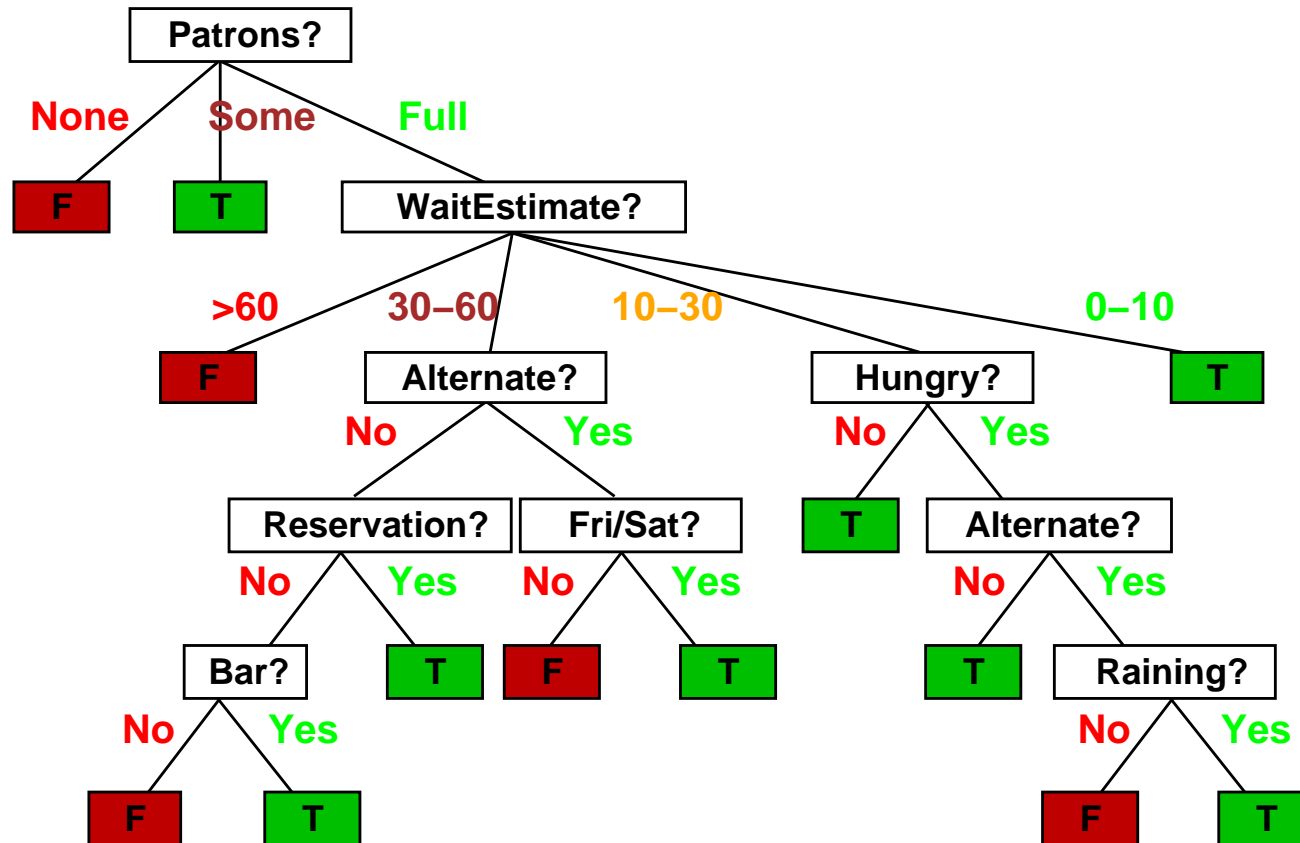 Patrons?
None Some Full
F T WaitEstimate?
>60 30–60 10–30 0–10
F Alternate? Hungry? T
No Yes No Yes
Reservation? Fri/Sat? T Alternate?
No Yes No Yes No Yes
Bar? T F T T Raining?
No Yes No Yes
F T F T